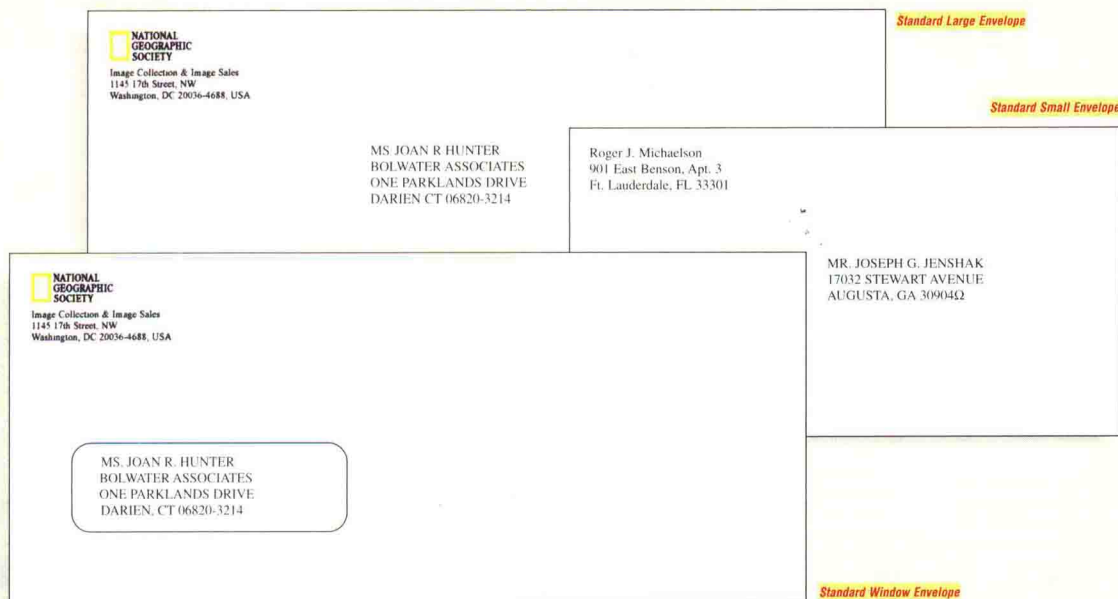 Standard Large Envelope
NATIONAL
GEOGRAPHIC
SOCIETY
Image Collection & Image Sales
1145 17th Street, NW
Washington, DC 20036-4688, USA
MS JOAN R HUNTER
BOLWATER ASSOCIATES
ONE PARKLANDS DRIVE
DARIEN CT 06820-3214
Standard Small Envelope
Roger J. Michaelson
901 East Benson, Apt. 3
Ft. Lauderdale, FL 33301
MR. JOSEPH G. JENSHAK
17032 STEWART AVENUE
AUGUSTA, GA 30904Ω
NATIONAL
GEOGRAPHIC
SOCIETY
Image Collection & Image Sales
1145 17th Street, NW
Washington, DC 20036-4688, USA
MS. JOAN R. HUNTER
BOLWATER ASSOCIATES
ONE PARKLANDS DRIVE
DARIEN, CT 06820-3214
Standard Window Envelope